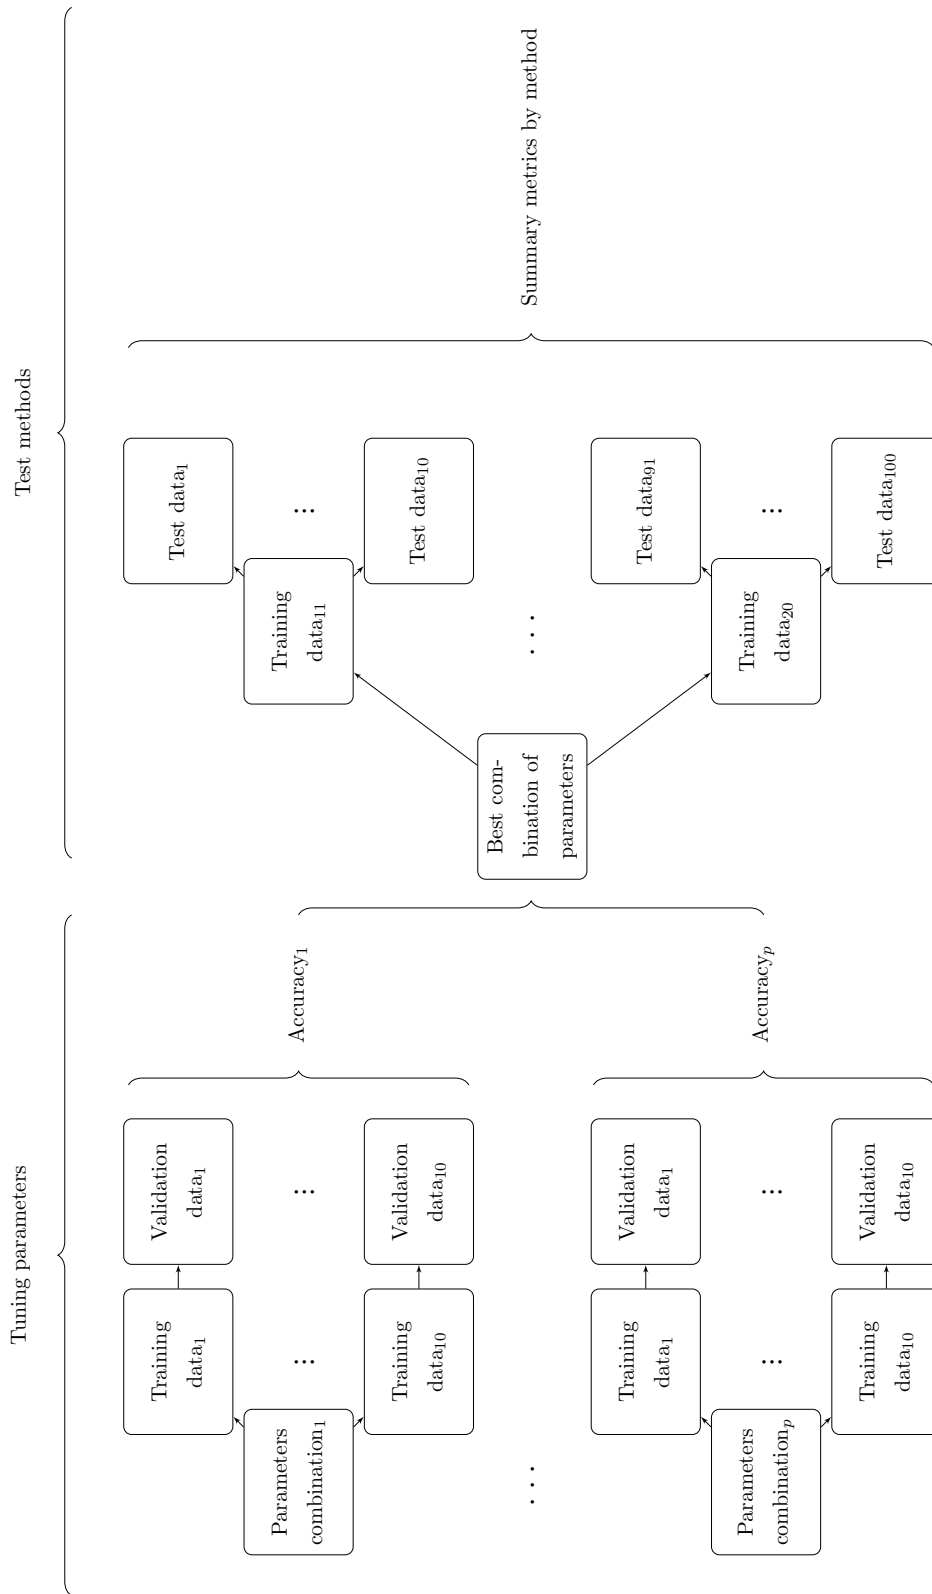 Tuning parameters
Test methods
Parameters
combination₁
Training
data₁
...
Training
data₁₀
Validation
data₁
...
Validation
data₁₀
Accuracy₁
. . .
Parameters
combinationₚ
Training
data₁
...
Training
data₁₀
Validation
data₁
...
Validation
data₁₀
Accuracyₚ
Best com-
bination of
parameters
Training
data₁₁
Test data₁
...
Test data₁₀
. . .
Training
data₂₀
Test data₉₁
...
Test data₁₀₀
Summary metrics by method